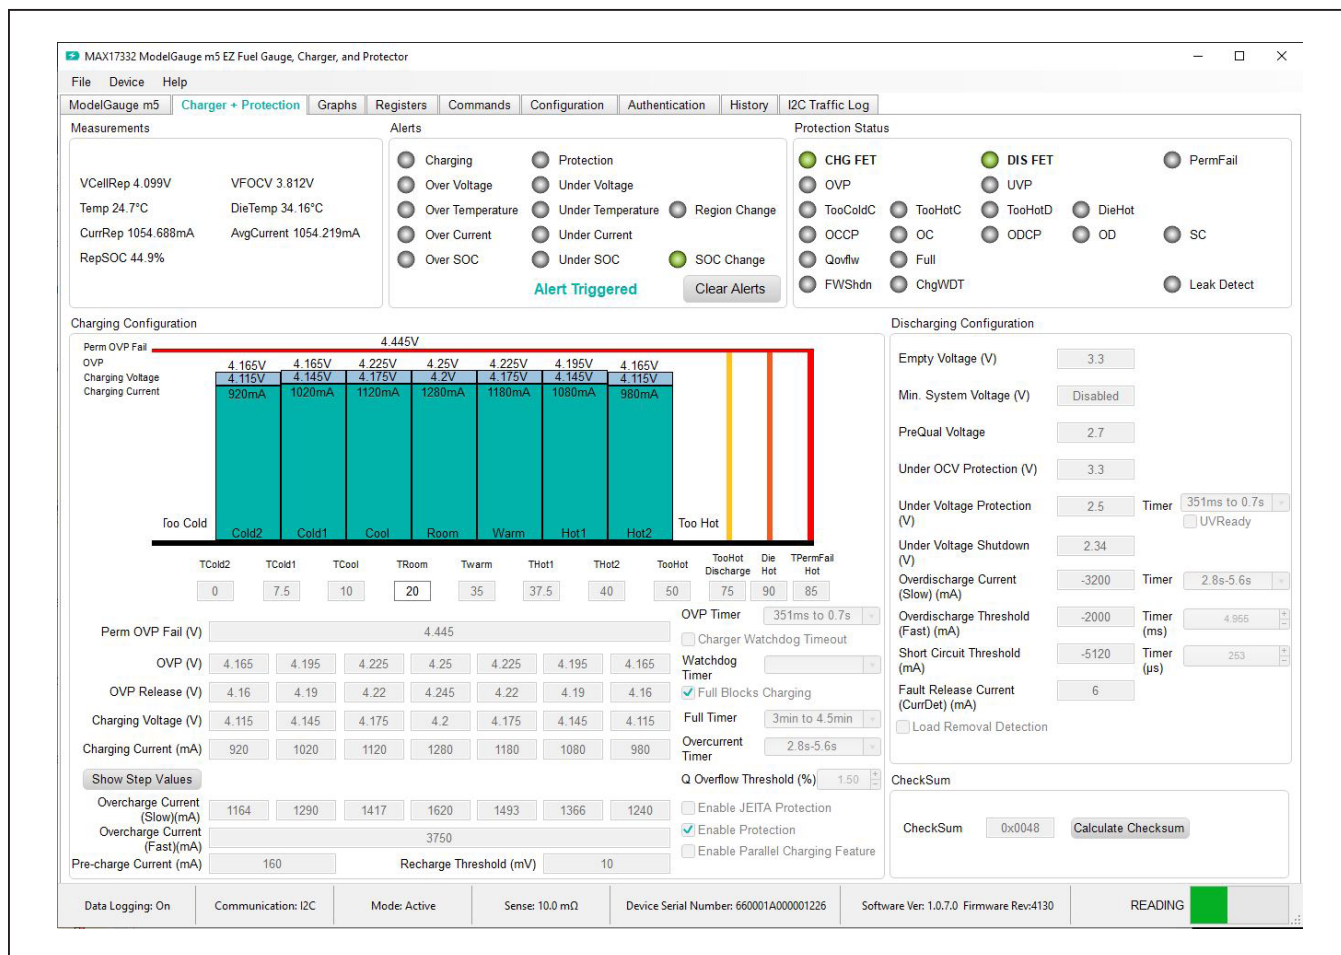 MAX17332 ModelGauge m5 EZ Fuel Gauge, Charger, and Protector
File Device Help
ModelGauge m5 Charger + Protection Graphs Registers Commands Configuration Authentication History I2C Traffic Log
Measurements
VCellRep 4.099V VFOCV 3.812V
Temp 24.7°C DieTemp 34.16°C
CurrRep 1054.688mA AvgCurrent 1054.219mA
RepSOC 44.9%
Alerts
Charging Protection
Over Voltage Under Voltage
Over Temperature Under Temperature Region Change
Over Current Under Current
Over SOC Under SOC SOC Change
Alert Triggered Clear Alerts
Protection Status
CHG FET DIS FET PermFail
OVP UVP
TooColdC TooHotC TooHotD DieHot
OCCP OC ODCP OD SC
Qovflw Full
FWShdn ChgWDT Leak Detect
Charging Configuration
Perm OVP Fail 4.445V
OVP 4.165V 4.165V 4.225V 4.25V 4.225V 4.195V 4.165V
Charging Voltage 4.115V 4.145V 4.175V 4.2V 4.175V 4.145V 4.115V
Charging Current 920mA 1020mA 1120mA 1280mA 1180mA 1080mA 980mA
Too Cold Cold2 Cold1 Cool Room Warm Hot1 Hot2 Too Hot
TCold2 TCold1 TCool TRoom Twarm THot1 THot2 TooHot TooHot Discharge Die Hot TPermFail Hot
0 7.5 10 20 35 37.5 40 50 75 90 85
Perm OVP Fail (V) 4.445
OVP (V) 4.165 4.195 4.225 4.25 4.225 4.195 4.165
OVP Release (V) 4.16 4.19 4.22 4.245 4.22 4.19 4.16
Charging Voltage (V) 4.115 4.145 4.175 4.2 4.175 4.145 4.115
Charging Current (mA) 920 1020 1120 1280 1180 1080 980
Show Step Values
Overcharge Current (Slow)(mA) 1164 1290 1417 1620 1493 1366 1240
Overcharge Current (Fast)(mA) 3750
Pre-charge Current (mA) 160 Recharge Threshold (mV) 10
OVP Timer 351ms to 0.7s
Charger Watchdog Timeout
Watchdog Timer
Full Blocks Charging
Full Timer 3min to 4.5min
Overcurrent Timer 2.8s-5.6s
Q Overflow Threshold (%) 1.50
Enable JEITA Protection
Enable Protection
Enable Parallel Charging Feature
Discharging Configuration
Empty Voltage (V) 3.3
Min. System Voltage (V) Disabled
PreQual Voltage 2.7
Under OCV Protection (V) 3.3
Under Voltage Protection (V) 2.5 Timer 351ms to 0.7s
UVReady
Under Voltage Shutdown (V) 2.34
Overdischarge Current (Slow) (mA) -3200 Timer 2.8s-5.6s
Overdischarge Threshold (Fast) (mA) -2000 Timer (ms) 4.955
Short Circuit Threshold (mA) -5120 Timer (µs) 253
Fault Release Current (CurrDet) (mA) 6
Load Removal Detection
CheckSum
CheckSum 0x0048 Calculate Checksum
Data Logging: On Communication: I2C Mode: Active Sense: 10.0 mΩ Device Serial Number: 660001A000001226 Software Ver: 1.0.7.0 Firmware Rev:4130 READING